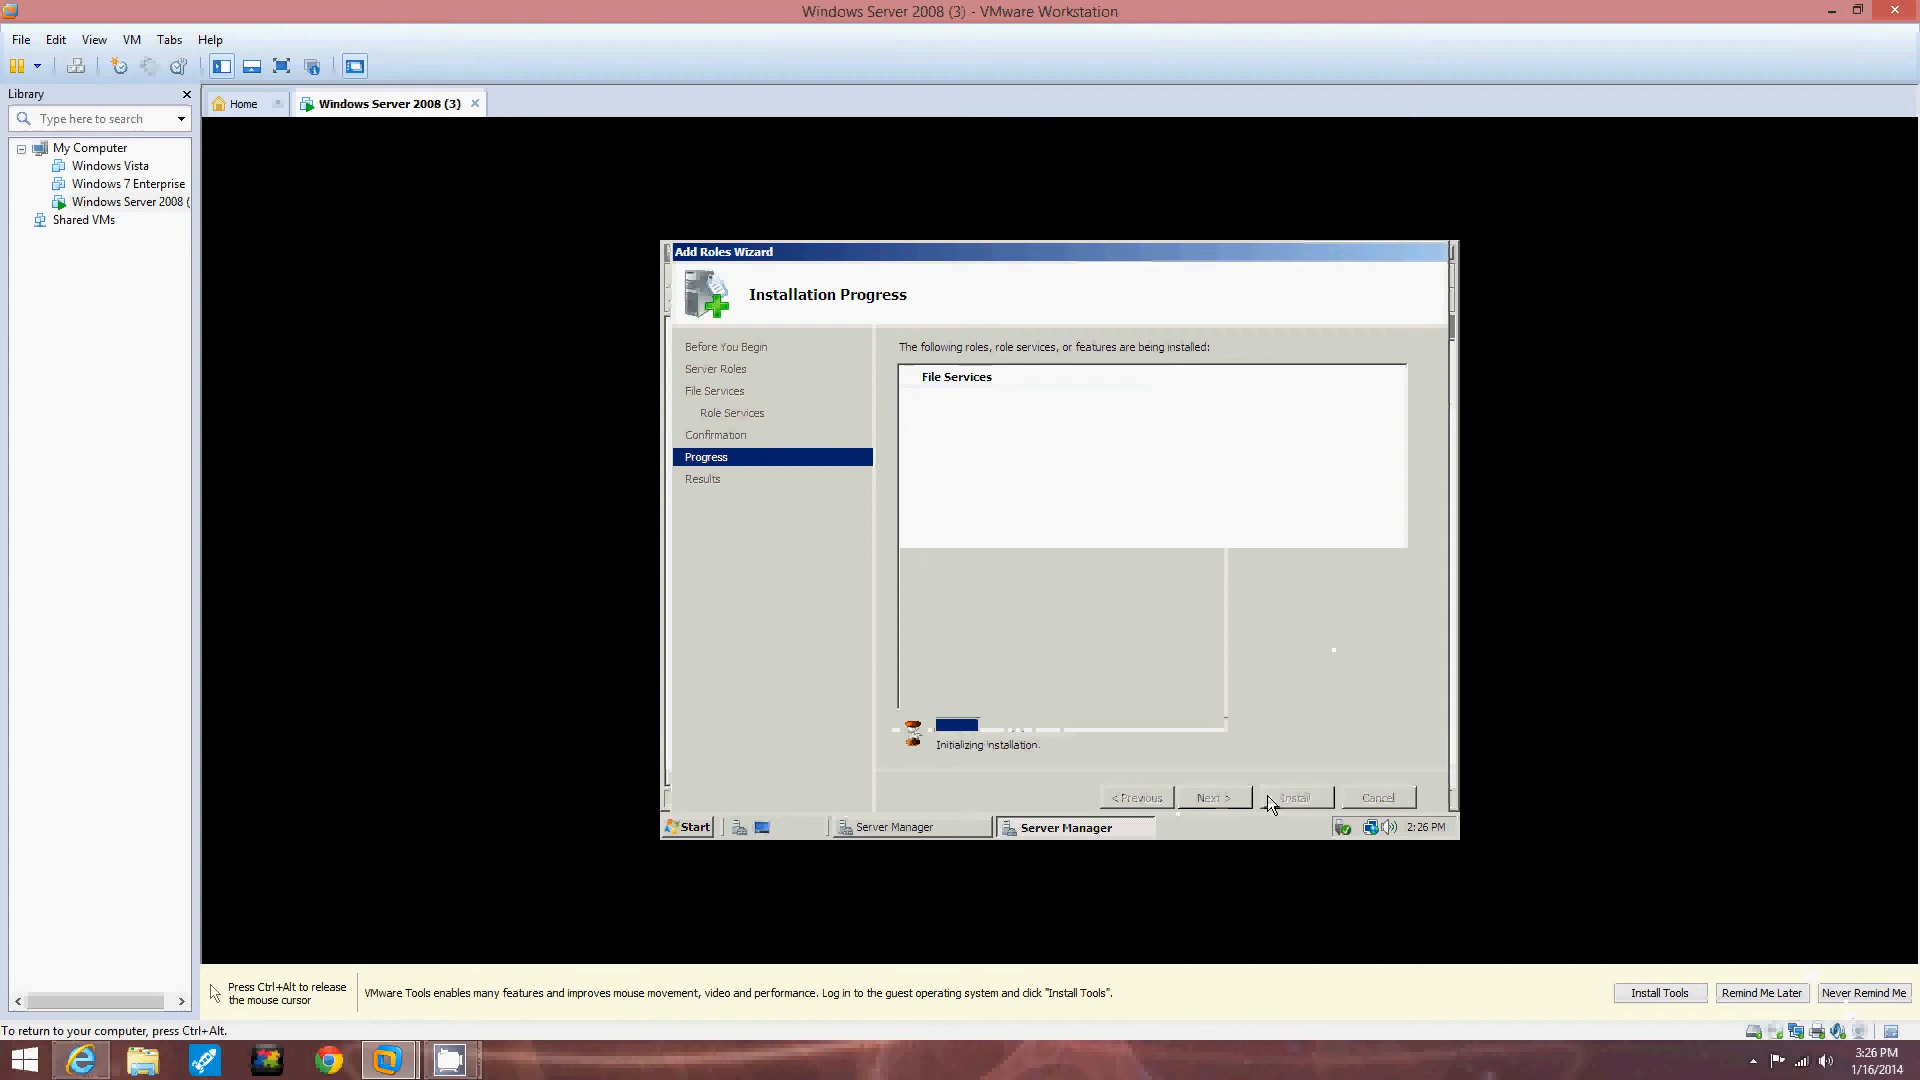 Windows Server 2008 (3) - VMware Workstation
File Edit View VM Tabs Help
Library
Home
Windows Server 2008 (3)
Type here to search
My Computer
Windows Vista
Windows 7 Enterprise
Windows Server 2008 (
Shared VMs
Add Roles Wizard
Installation Progress
Before You Begin
Server Roles
File Services
Role Services
Confirmation
Progress
Results
The following roles, role services, or features are being installed:
File Services
Initializing installation.
< Previous
Next >
Install
Cancel
Start
Server Manager
Server Manager
2:26 PM
Press Ctrl+Alt to release
the mouse cursor
VMware Tools enables many features and improves mouse movement, video and performance. Log in to the guest operating system and click "Install Tools".
Install Tools
Remind Me Later
Never Remind Me
To return to your computer, press Ctrl+Alt.
3:26 PM
1/16/2014